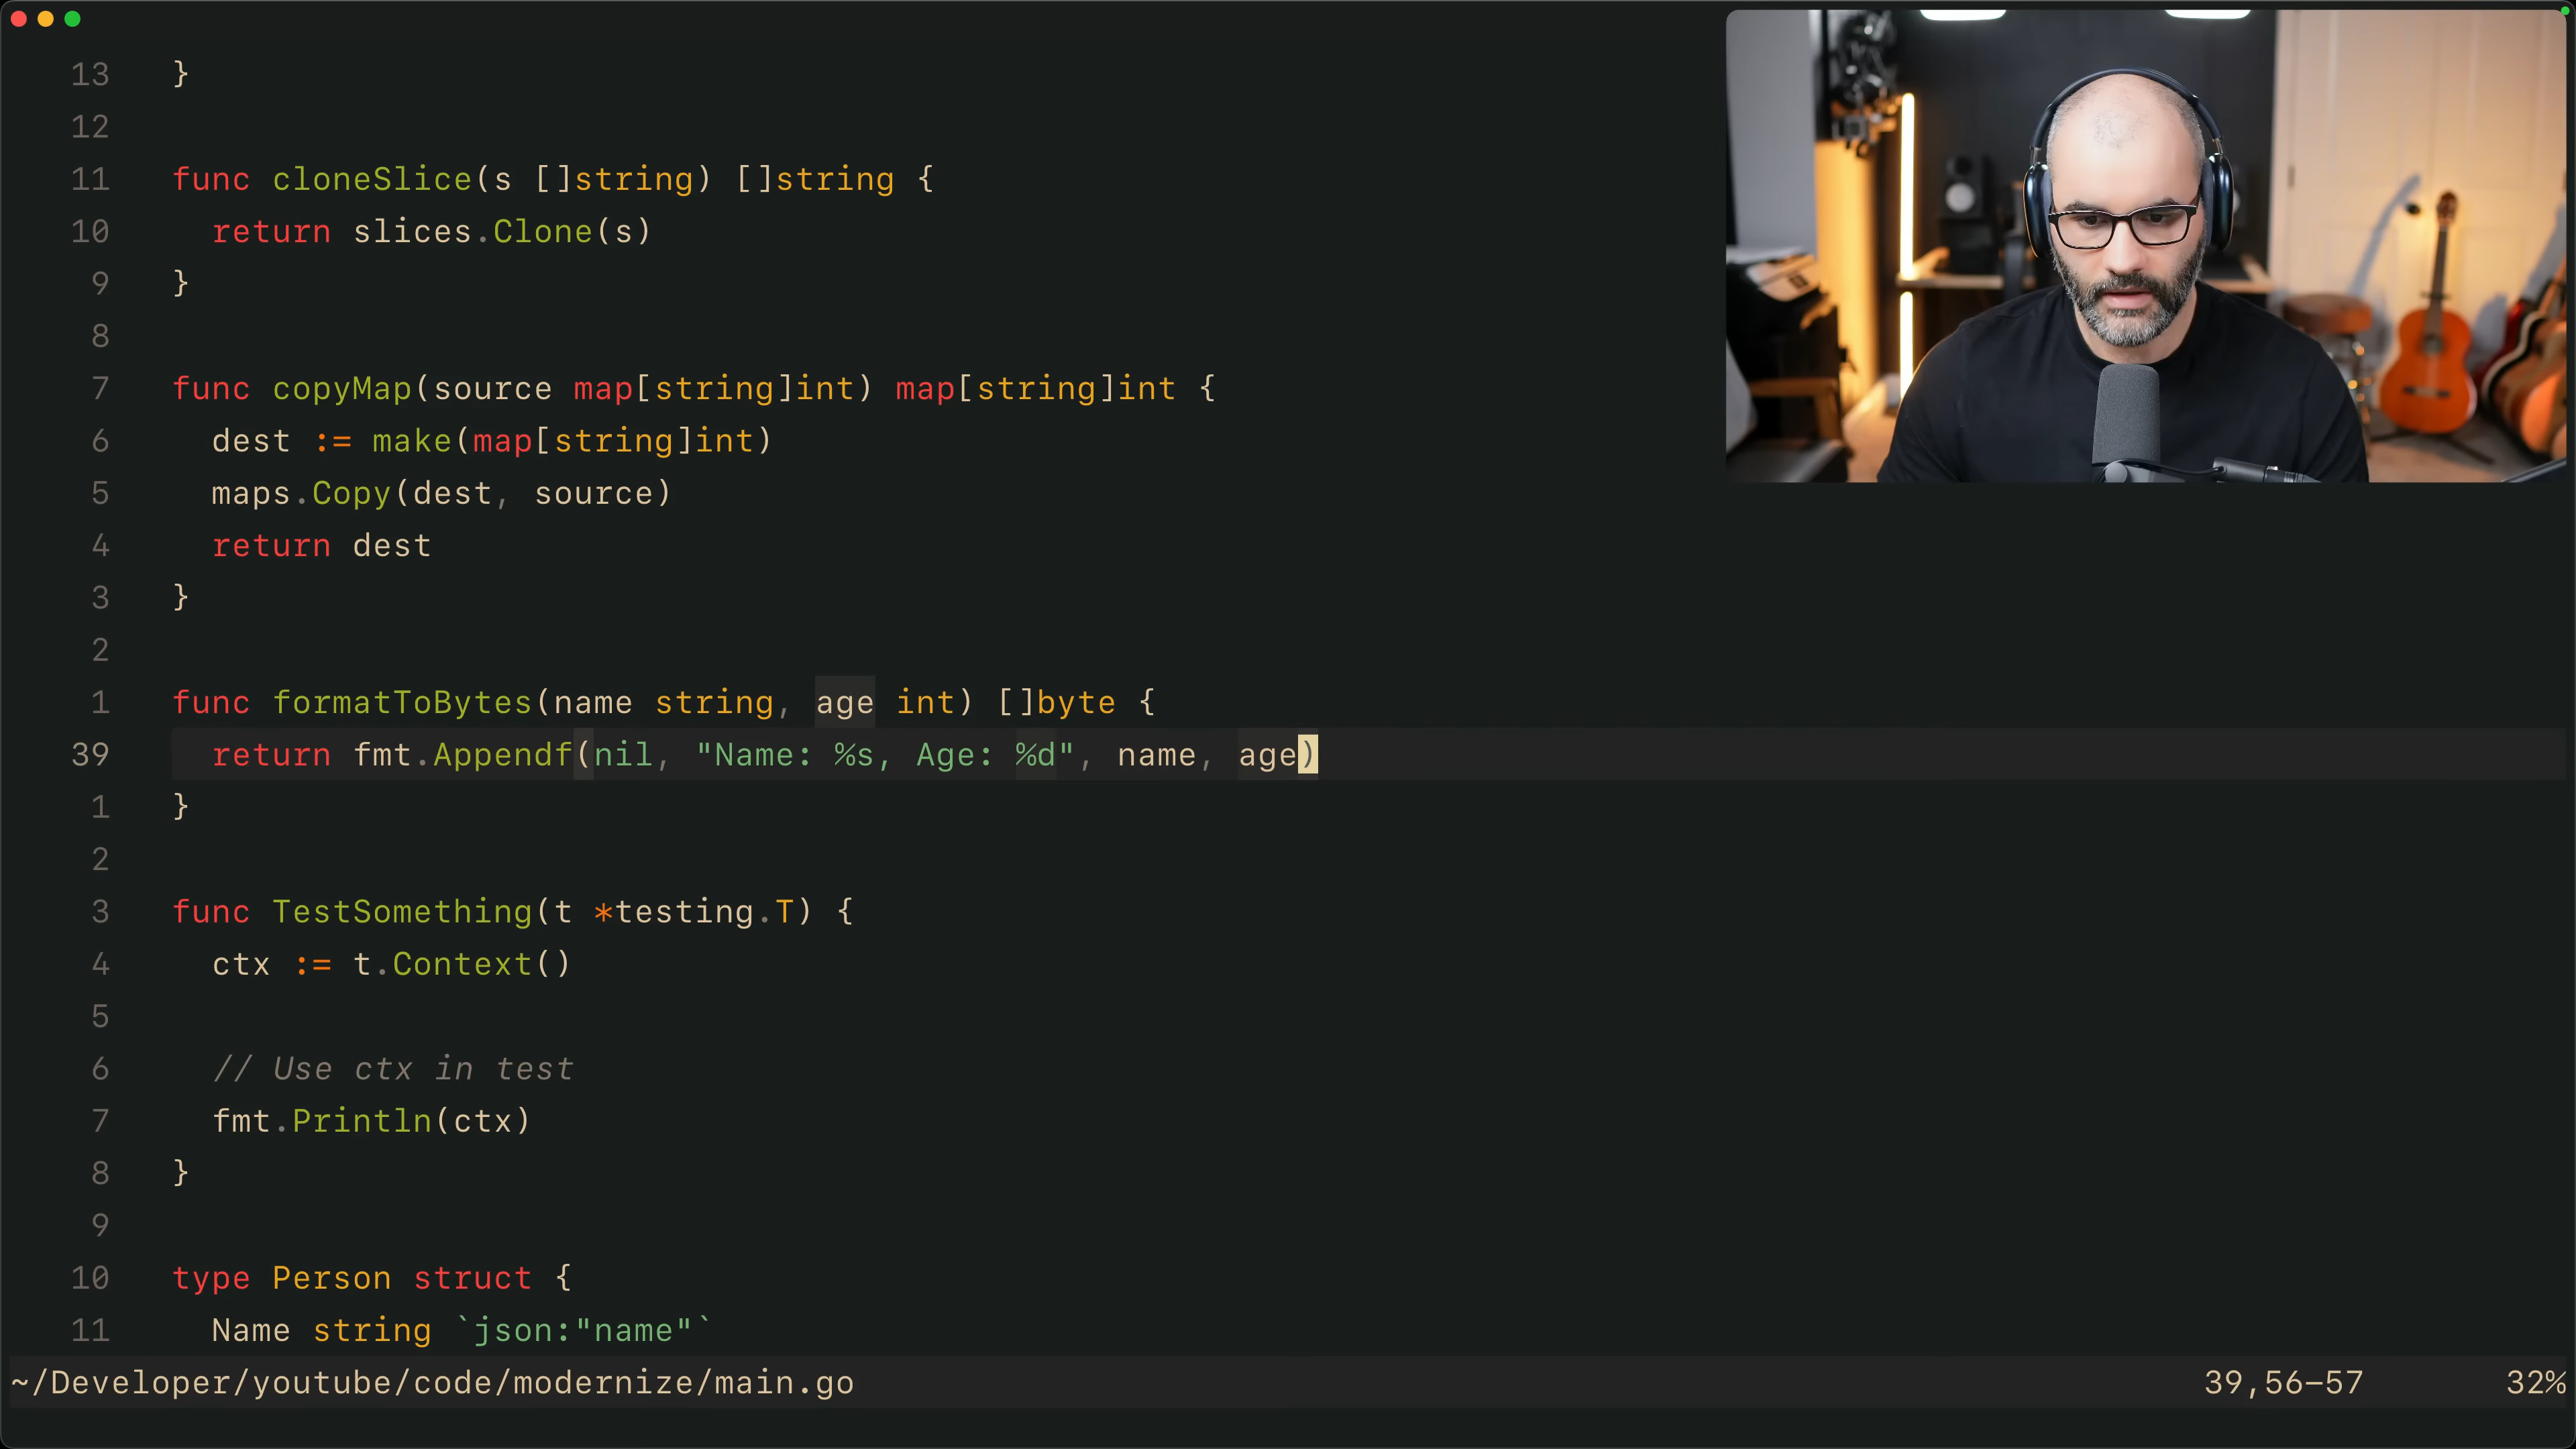 13 }
12
11 func cloneSlice(s []string) []string {
10 return slices.Clone(s)
9 }
8
7 func copyMap(source map[string]int) map[string]int {
6 dest := make(map[string]int)
5 maps.Copy(dest, source)
4 return dest
3 }
2
1 func formatToBytes(name string, age int) []byte {
39 return fmt.Appendf(nil, "Name: %s, Age: %d", name, age)
1 }
2
3 func TestSomething(t *testing.T) {
4 ctx := t.Context()
5
6 // Use ctx in test
7 fmt.Println(ctx)
8 }
9
10 type Person struct {
11 Name string `json:"name"`
~/Developer/youtube/code/modernize/main.go 39,56-57 32%